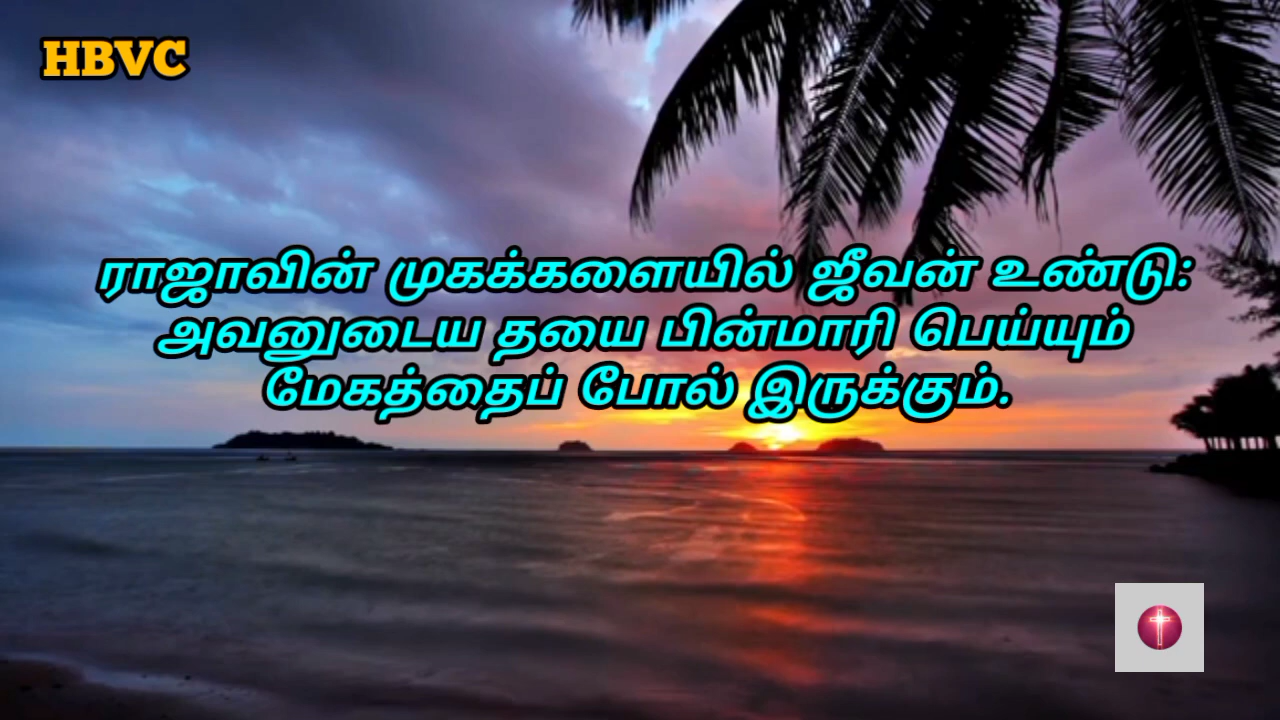 HBVC
ராஜாவின் முகக்களையில் ஜீவன் உண்டு:
அவனுடைய தயை பின்மாரி பெய்யும்
மேகத்தைப் போல் இருக்கும்.